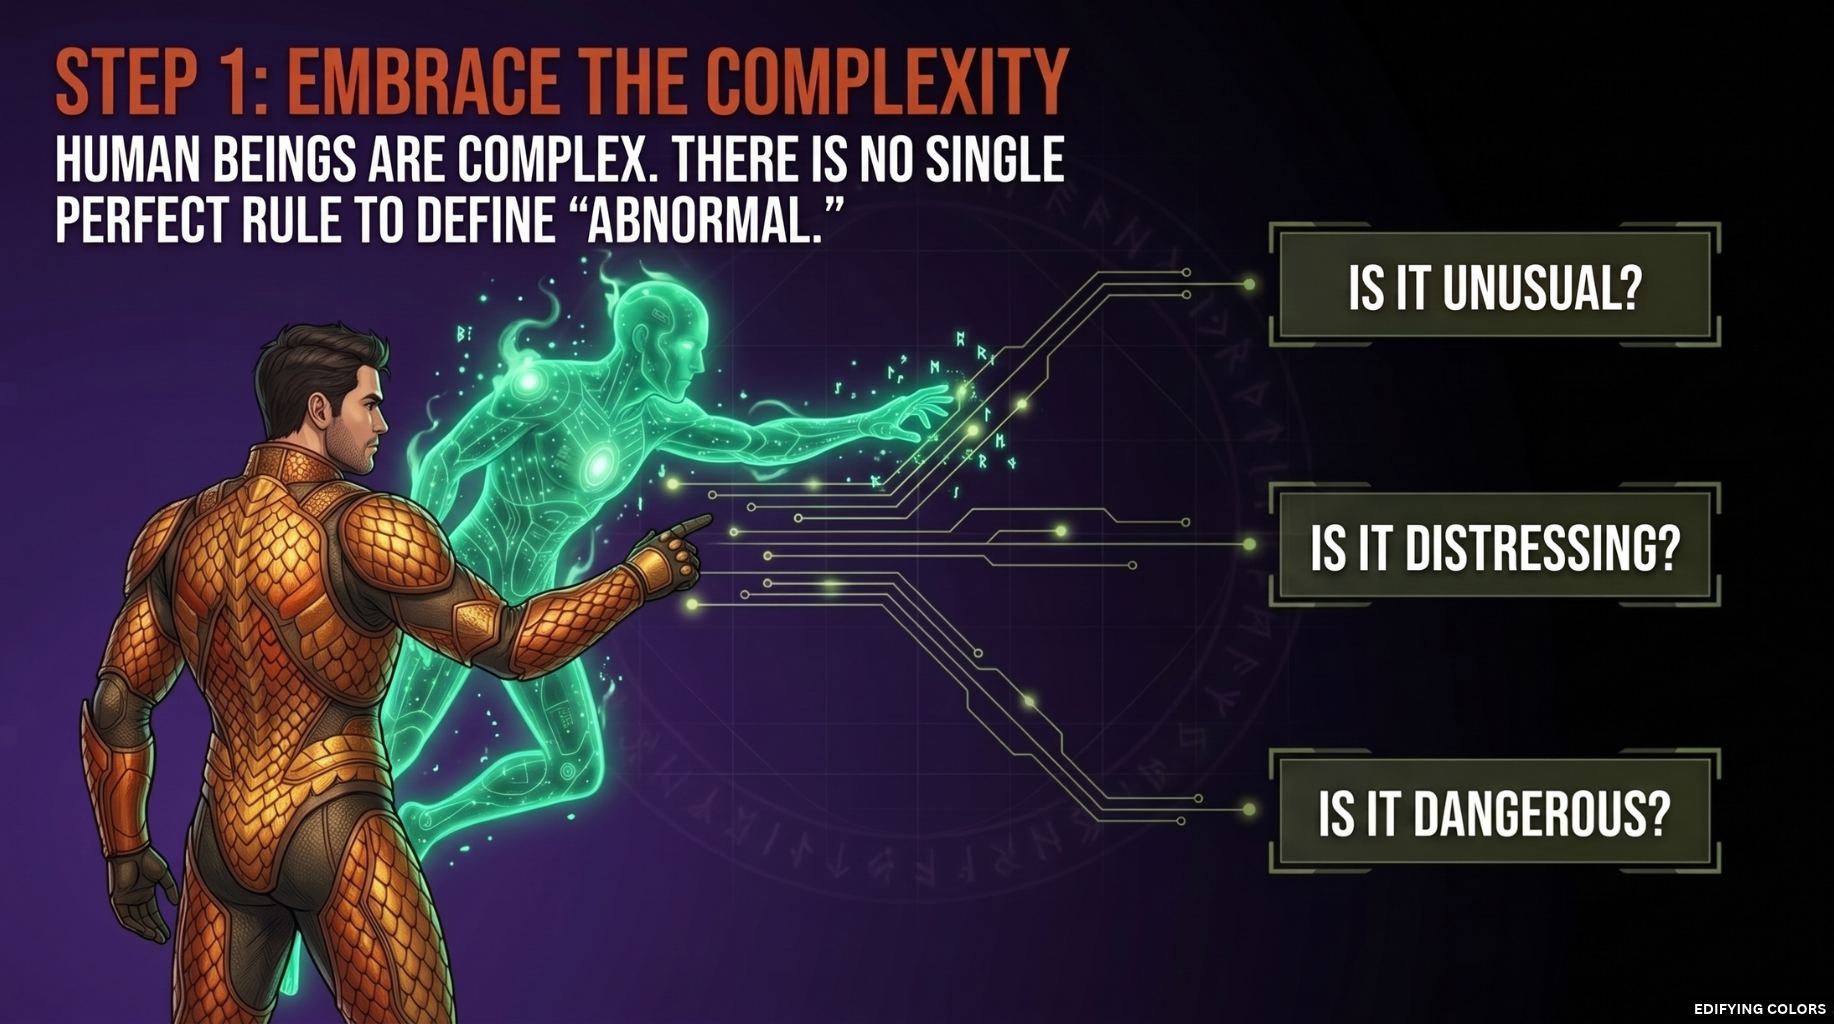 STEP 1: EMBRACE THE COMPLEXITY
HUMAN BEINGS ARE COMPLEX. THERE IS NO SINGLE
PERFECT RULE TO DEFINE “ABNORMAL.”
IS IT UNUSUAL?
IS IT DISTRESSING?
IS IT DANGEROUS?
EDIFYING COLORS